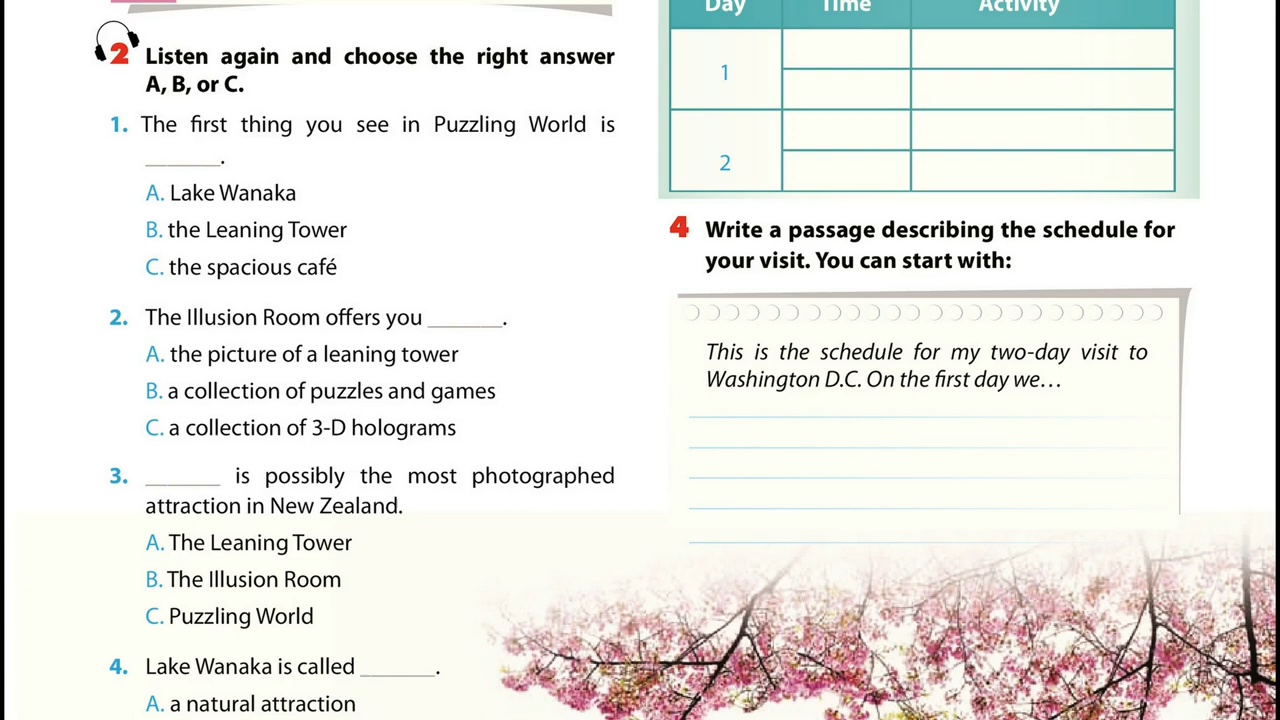 2 Listen again and choose the right answer
A, B, or C.
1. The first thing you see in Puzzling World is
_______.
A. Lake Wanaka
B. the Leaning Tower
C. the spacious café
2. The Illusion Room offers you _______.
A. the picture of a leaning tower
B. a collection of puzzles and games
C. a collection of 3-D holograms
3. _______ is possibly the most photographed
attraction in New Zealand.
A. The Leaning Tower
B. The Illusion Room
C. Puzzling World
4. Lake Wanaka is called _______.
A. a natural attraction
Day Time Activity
1
2
4 Write a passage describing the schedule for
your visit. You can start with:
This is the schedule for my two-day visit to
Washington D.C. On the first day we…